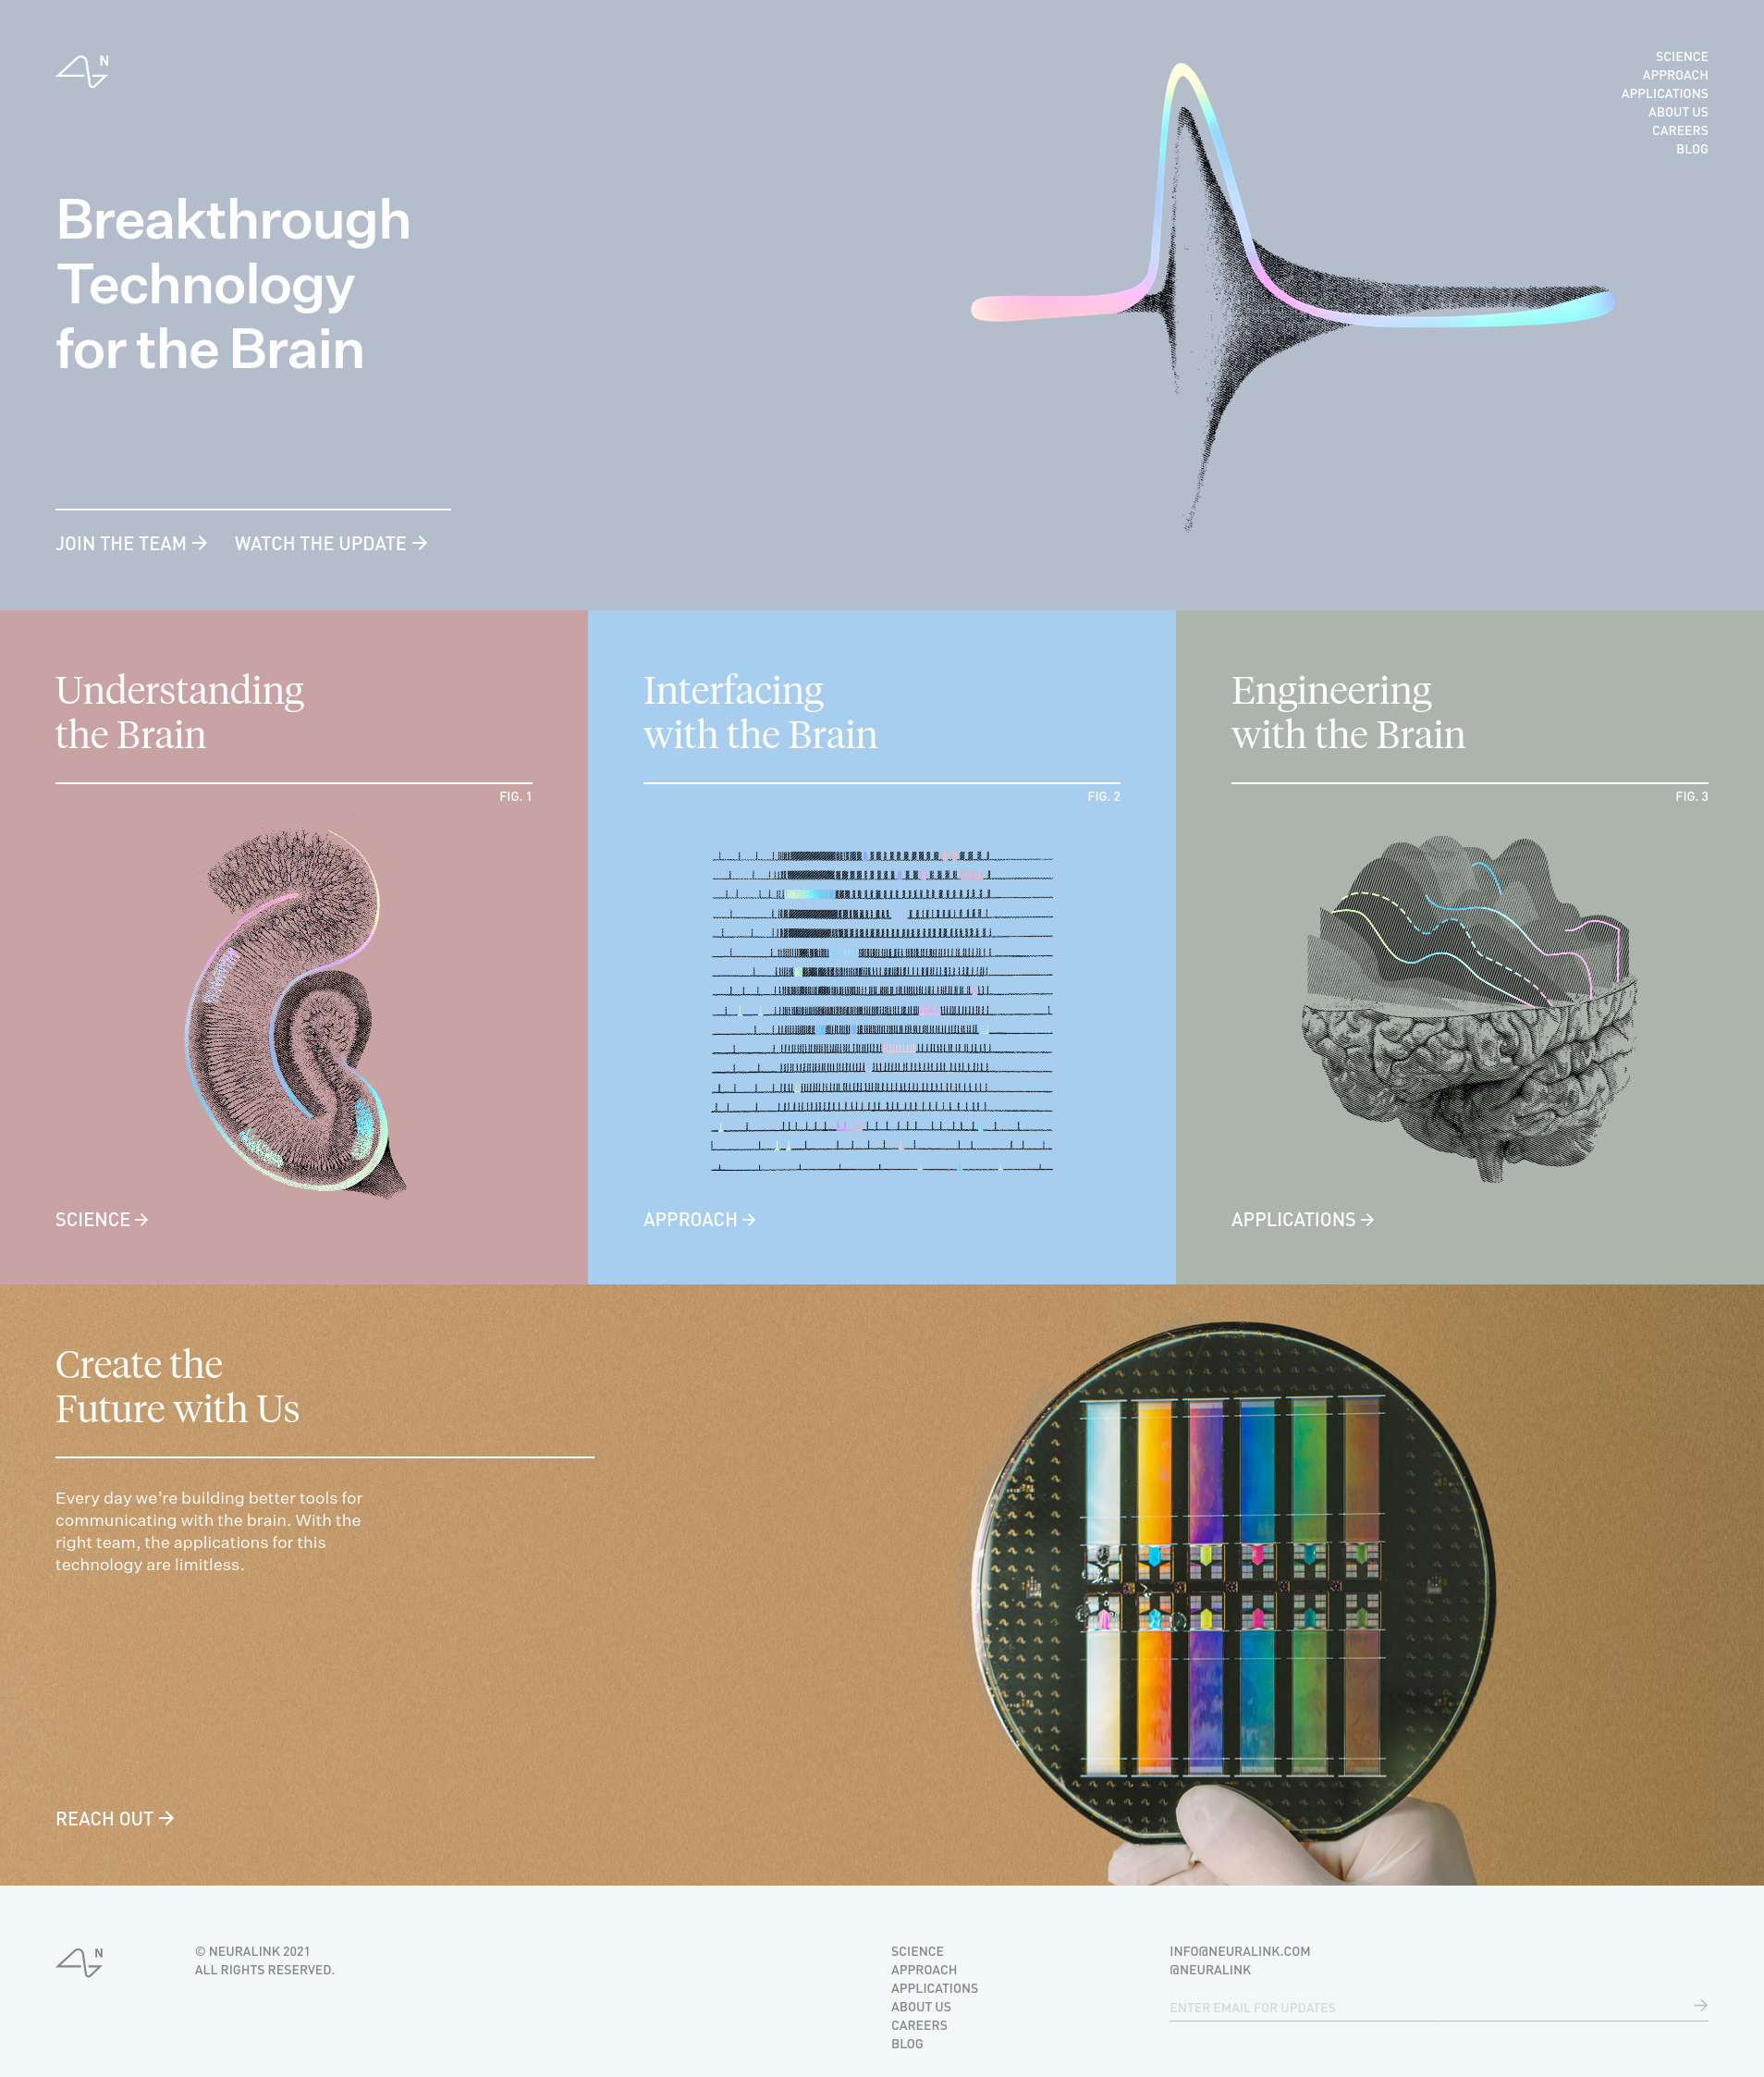 N
SCIENCE
APPROACH
APPLICATIONS
ABOUT US
CAREERS
BLOG
Breakthrough
Technology
for the Brain
JOIN THE TEAM → WATCH THE UPDATE →
Understanding
the Brain
FIG. 1
SCIENCE →
Interfacing
with the Brain
FIG. 2
APPROACH →
Engineering
with the Brain
FIG. 3
APPLICATIONS →
Create the
Future with Us
Every day we’re building better tools for
communicating with the brain. With the
right team, the applications for this
technology are limitless.
REACH OUT →
N
© NEURALINK 2021
ALL RIGHTS RESERVED.
SCIENCE
APPROACH
APPLICATIONS
ABOUT US
CAREERS
BLOG
INFO@NEURALINK.COM
@NEURALINK
ENTER EMAIL FOR UPDATES →